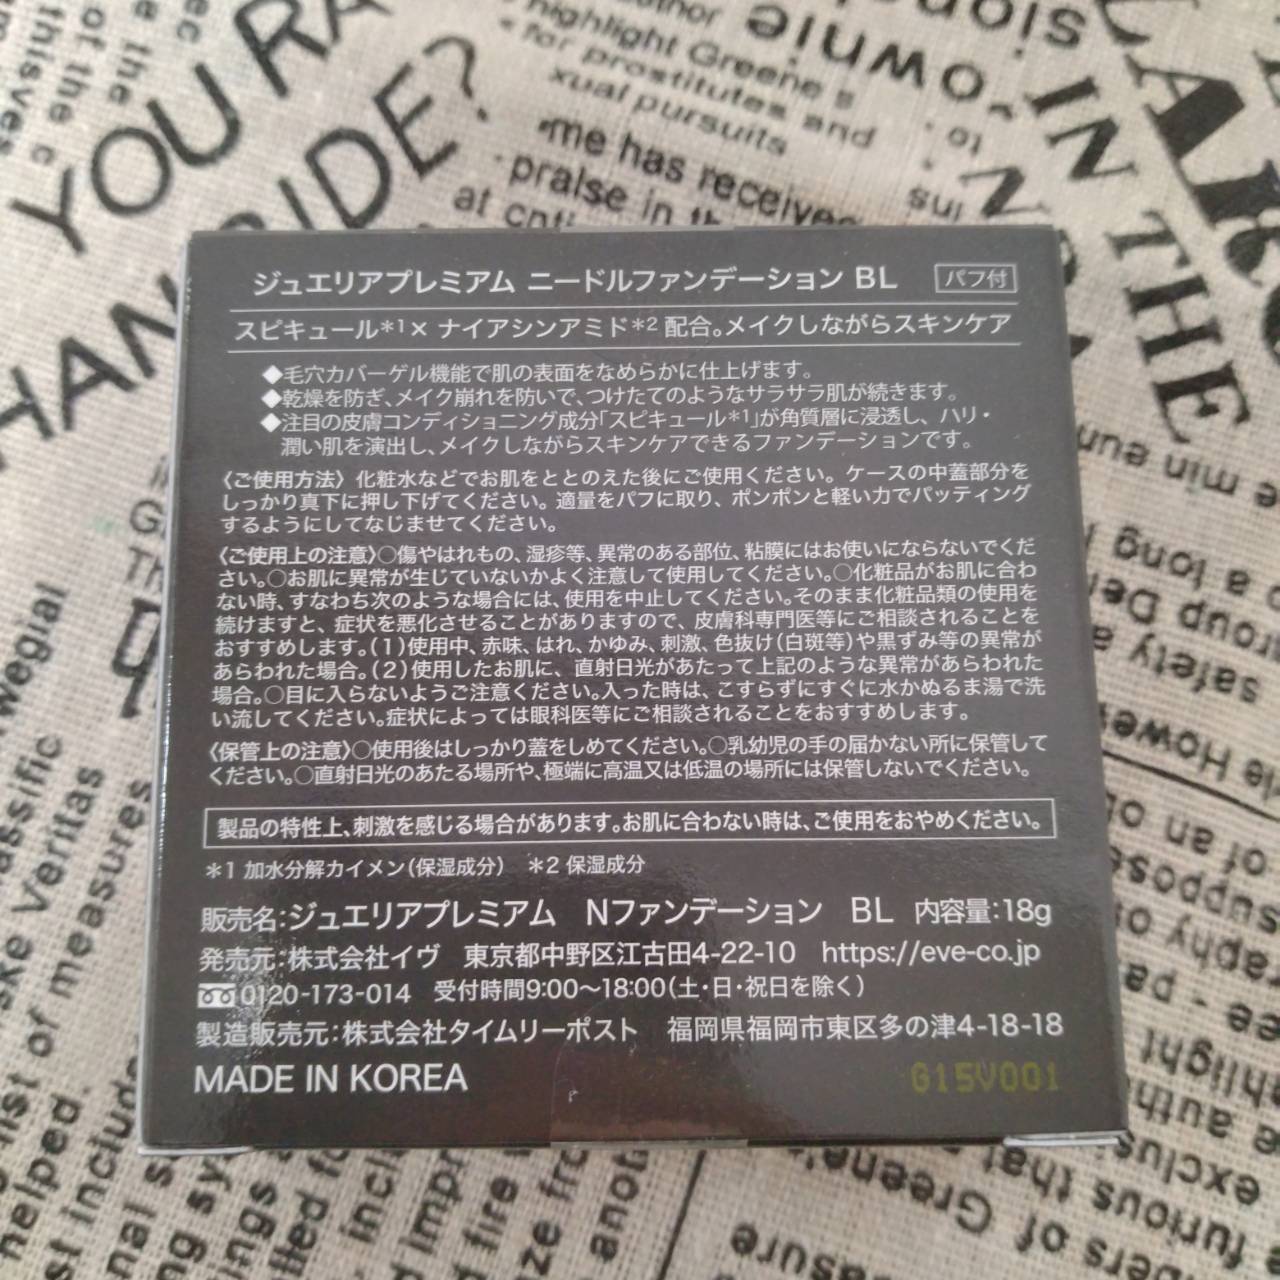 ジュエリアプレミアム ニードルファンデーション BL パフ付
スピキュール*1× ナイアシンアミド*2 配合。メイクしながらスキンケア
◆毛穴カバーゲル機能で肌の表面をなめらかに仕上げます。
◆乾燥を防ぎ、メイク崩れを防いで、つけたてのようなサラサラ肌が続きます。
◆注目の皮膚コンディショニング成分「スピキュール*1」が角質層に浸透し、ハリ・
潤い肌を演出し、メイクしながらスキンケアできるファンデーションです。
〈ご使用方法〉化粧水などでお肌をととのえた後にご使用ください。ケースの中蓋部分を
しっかり真下に押し下げてください。適量をパフに取り、ポンポンと軽い力でパッティング
するようにしてなじませてください。
〈ご使用上の注意〉○傷やはれもの、湿疹等、異常のある部位、粘膜にはお使いにならないでくだ
さい。○お肌に異常が生じていないかよく注意して使用してください。○化粧品がお肌に合わ
ない時、すなわち次のような場合には、使用を中止してください。そのまま化粧品類の使用を
続けますと、症状を悪化させることがありますので、皮膚科専門医等にご相談されることを
おすすめします。(1)使用中、赤味、はれ、かゆみ、刺激、色抜け(白斑等)や黒ずみ等の異常が
あらわれた場合。(2)使用したお肌に、直射日光があたって上記のような異常があらわれた
場合。○目に入らないようご注意ください。入った時は、こすらずにすぐに水かぬるま湯で洗
い流してください。症状によっては眼科医等にご相談されることをおすすめします。
〈保管上の注意〉○使用後はしっかり蓋をしめてください。○乳幼児の手の届かない所に保管して
ください。○直射日光のあたる場所や、極端に高温又は低温の場所には保管しないでください。
製品の特性上、刺激を感じる場合があります。お肌に合わない時は、ご使用をおやめください。
*1 加水分解カイメン(保湿成分) *2 保湿成分
販売名:ジュエリアプレミアム Nファンデーション BL 内容量:18g
発売元:株式会社イヴ 東京都中野区江古田4-22-10 https://eve-co.jp
0120-173-014 受付時間9:00〜18:00(土・日・祝日を除く)
製造販売元:株式会社タイムリーポスト 福岡県福岡市東区多の津4-18-18
MADE IN KOREA
G15V001
YOU RA
HAN
RIDE?
highlight Greene's
for prostitutes and
xual pursuits
me has received
praise in th
IN THE